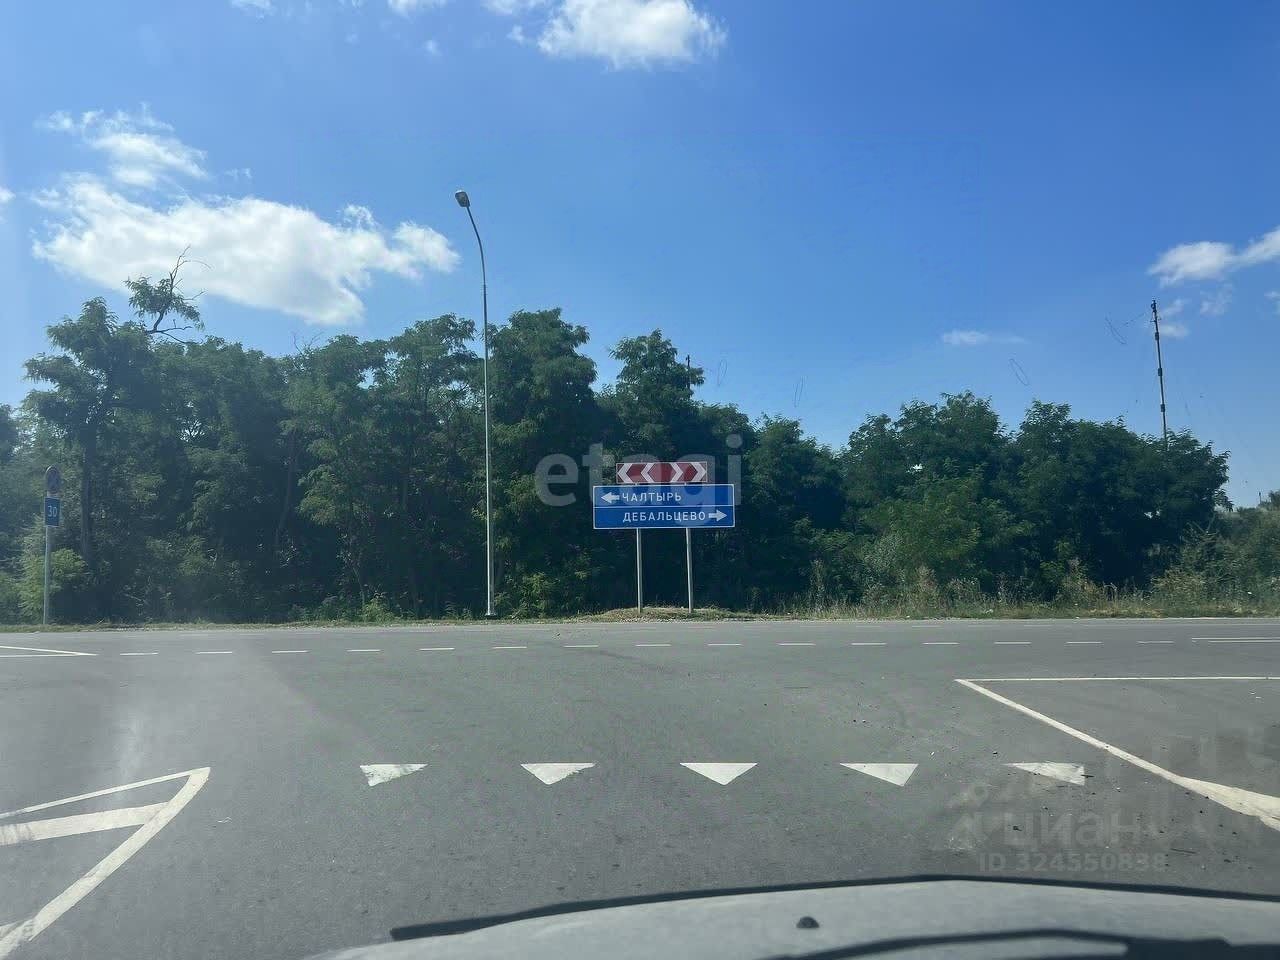 etagi
ЧАЛТЫРЬ
ДЕБАЛЬЦЕВО
30
циан
ID 324550838